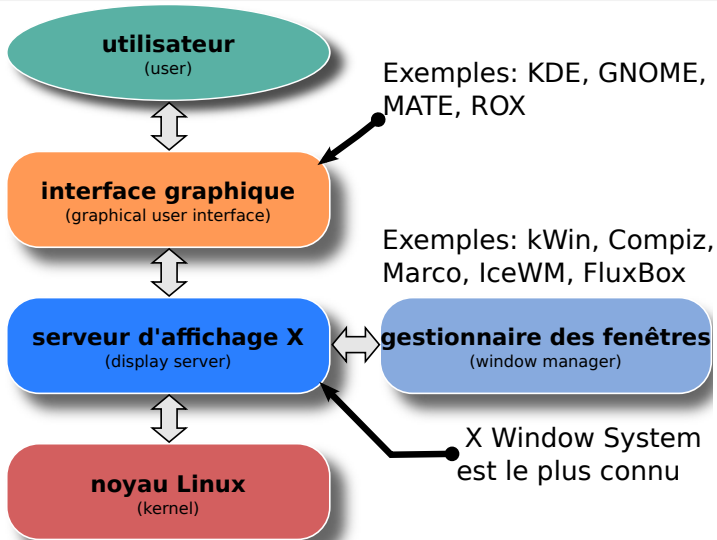 utilisateur
(user)
Exemples: KDE, GNOME,
MATE, ROX
interface graphique
(graphical user interface)
Exemples: kWin, Compiz,
Marco, IceWM, FluxBox
serveur d'affichage X
(display server)
gestionnaire des fenêtres
(window manager)
X Window System
est le plus connu
noyau Linux
(kernel)